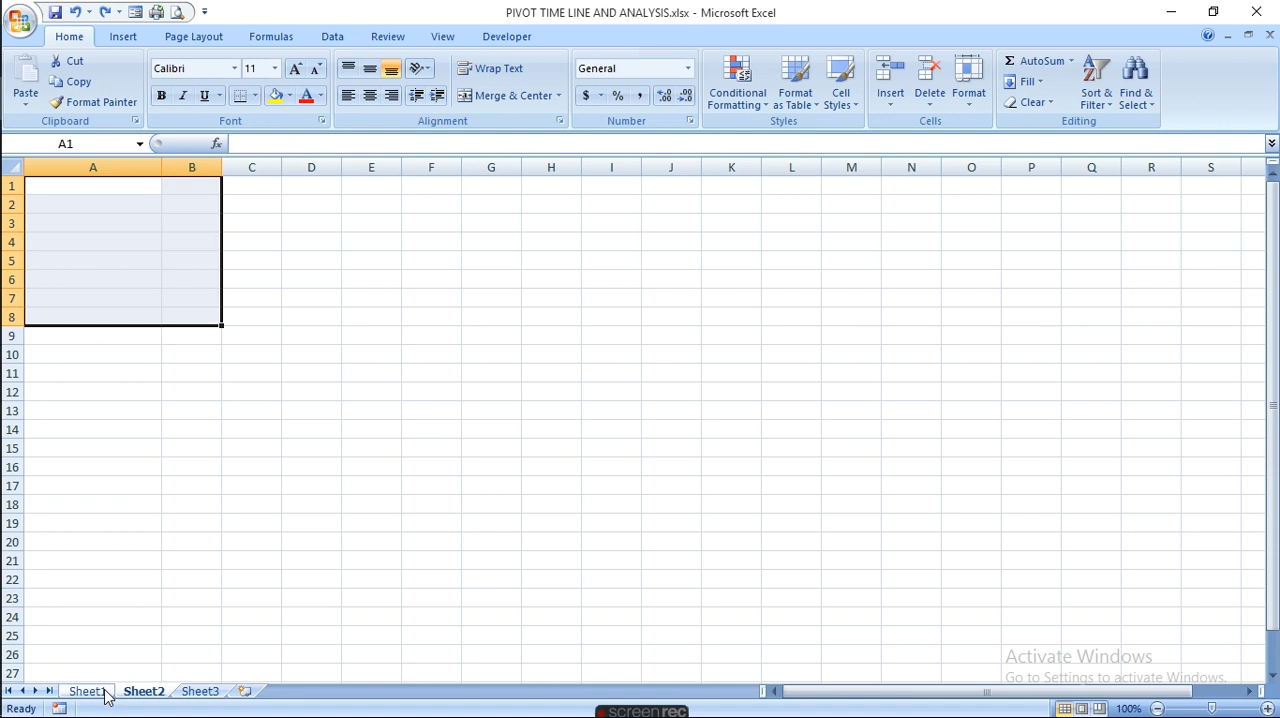 PIVOT TIME LINE AND ANALYSIS.xlsx - Microsoft Excel
Home Insert Page Layout Formulas Data Review View Developer
Cut Calibri 11 A A Wrap Text General AutoSum
Copy Fill
Paste Format Painter B I U A Merge & Center $ % , .0 .00 .00 .0 Conditional Formatting Format as Table Cell Styles Insert Delete Format Clear Sort & Filter Find & Select
Clipboard Font Alignment Number Styles Cells Editing
A1 fx
A B C D E F G H I J K L M N O P Q R S
1
2
3
4
5
6
7
8
9
10
11
12
13
14
15
16
17
18
19
20
21
22
23
24
25
26
27
Activate Windows
Go to Settings to activate Windows.
Sheet1 Sheet2 Sheet3
Ready screenrec 100%